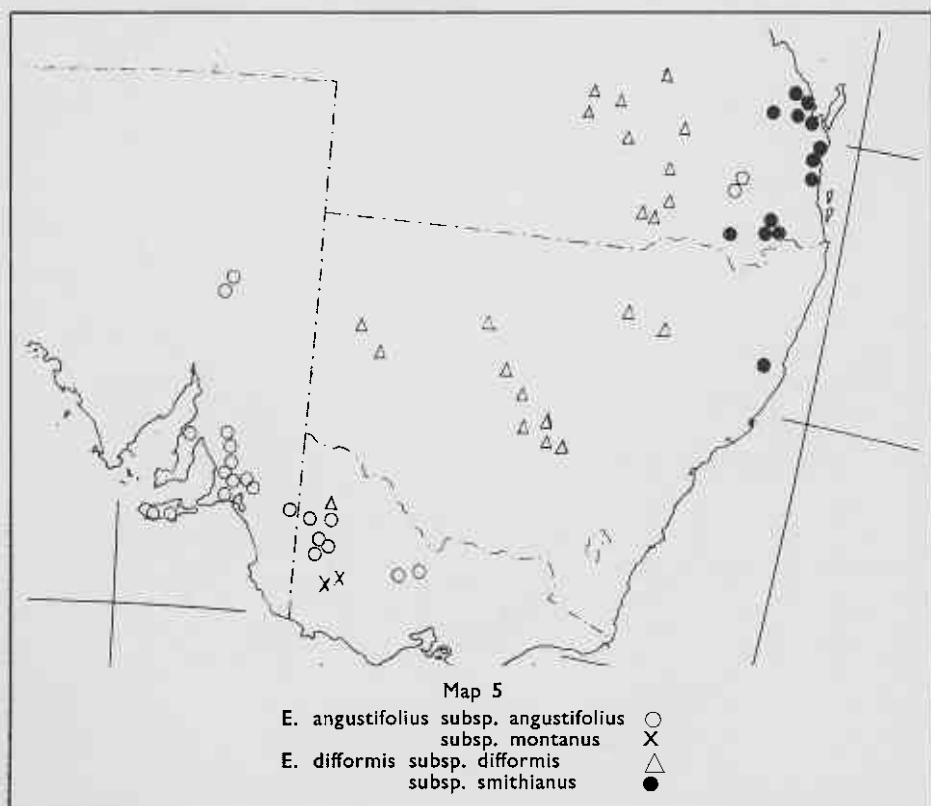 Map 5
E. angustifolius subsp. angustifolius ○
subsp. montanus X
E. difformis subsp. difformis △
subsp. smithianus ●